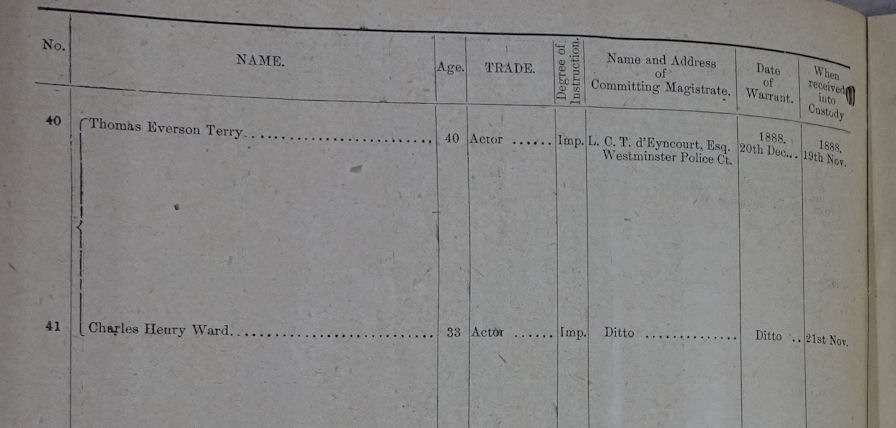 No. NAME. Age. TRADE. Degree of Instruction. Name and Address of Committing Magistrate. Date of Warrant. When received into Custody
40 Thomas Everson Terry.............................. 40 Actor ...... Imp. L. C. T. d'Eyncourt, Esq. Westminster Police Ct. 1888. 20th Dec... 1888. 19th Nov.
41 Charles Henry Ward.............................. 33 Actor ...... Imp. Ditto .............. Ditto .. 21st Nov.